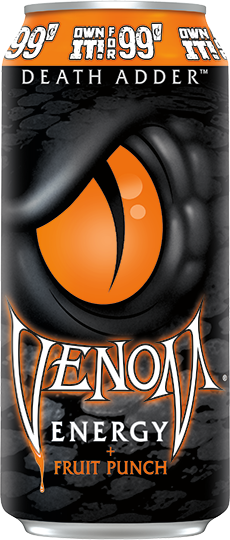 99¢ OWN IT! FOR 99¢ OWN IT!
DEATH ADDER™
VENOM®
ENERGY
+
FRUIT PUNCH